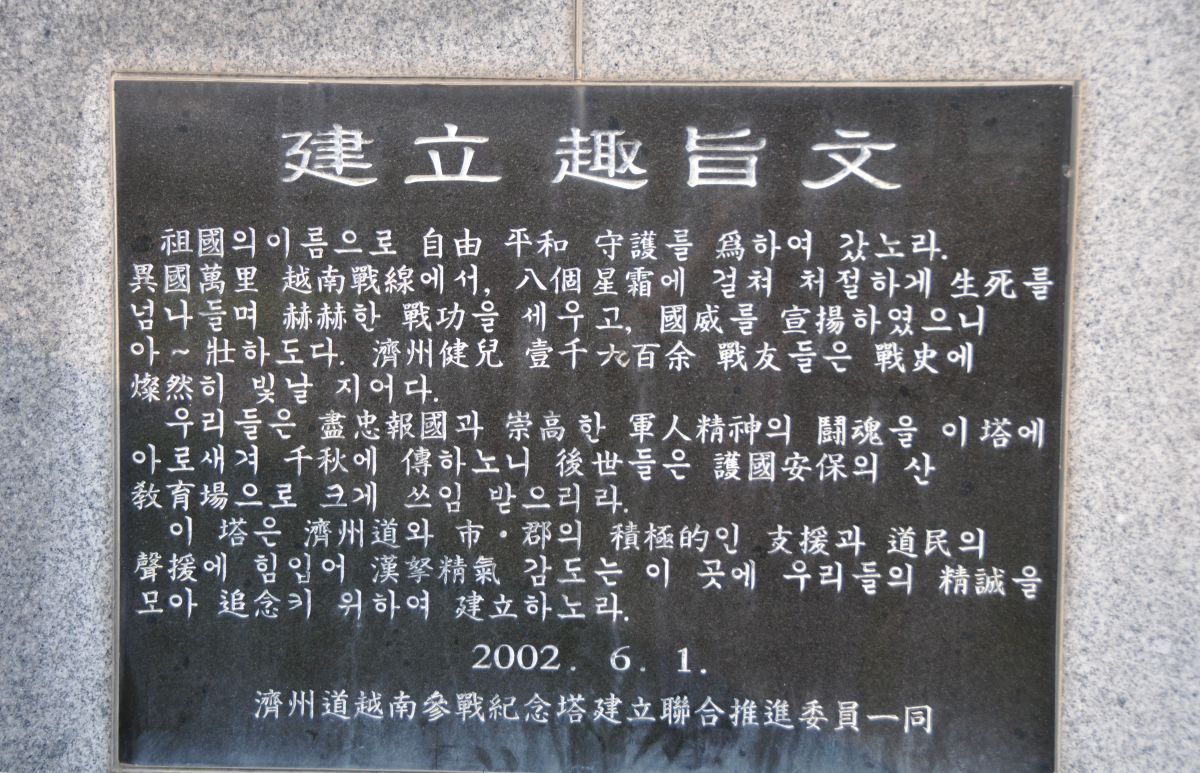 建立 趣旨文
祖國의이름으로 自由 平和 守護를 爲하여 갔노라.
異國萬里 越南戰線에서, 八個星霜에 걸쳐 처절하게 生死를
넘나들며 赫赫한 戰功을 세우고, 國威를 宣揚하였으니
아~壯하도다. 濟州健兒 壹千六百余 戰友들은 戰史에
燦然히 빛날 지어다.
우리들은 盡忠報國과 崇高한 軍人精神의 鬪魂을 이塔에
아로새겨 千秋에 傳하노니 後世들은 護國安保의 산
敎育場으로 크게 쓰임 받으리라.
이 塔은 濟州道와 市·郡의 積極的인 支援과 道民의
聲援에 힘입어 漢拏精氣 감도는 이 곳에 우리들의 精誠을
모아 追念키 위하여 建立하노라.
2002. 6. 1.
濟州道越南參戰紀念塔建立聯合推進委員一同